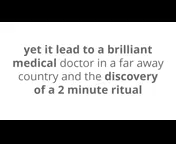 yet it lead to a brilliant
medical doctor in a far away
country and the discovery
of a 2 minute ritual